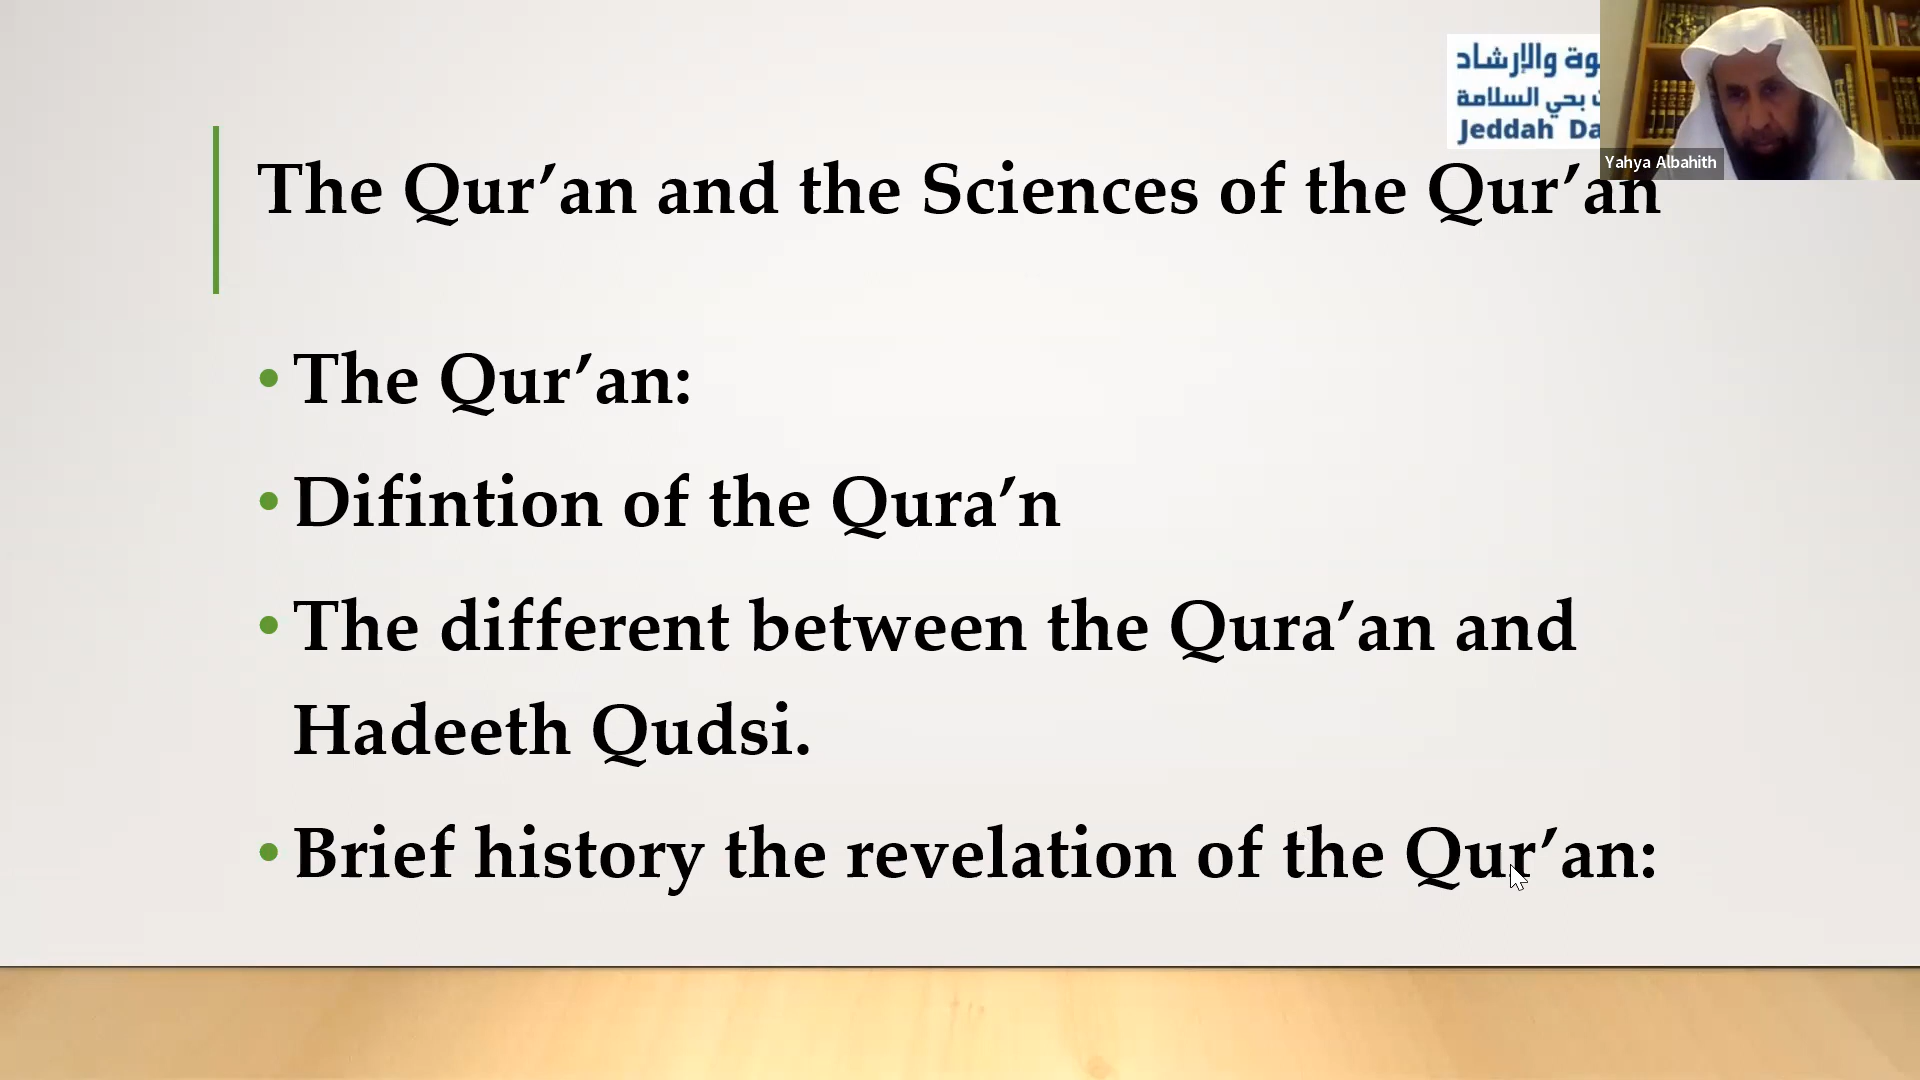 والإرشاد
بحي السلامة
Jeddah
Yahya Albahith
The Qur’an and the Sciences of the Qur’an
• The Qur’an:
• Difintion of the Qura’n
• The different between the Qura’an and
Hadeeth Qudsi.
• Brief history the revelation of the Qur’an: